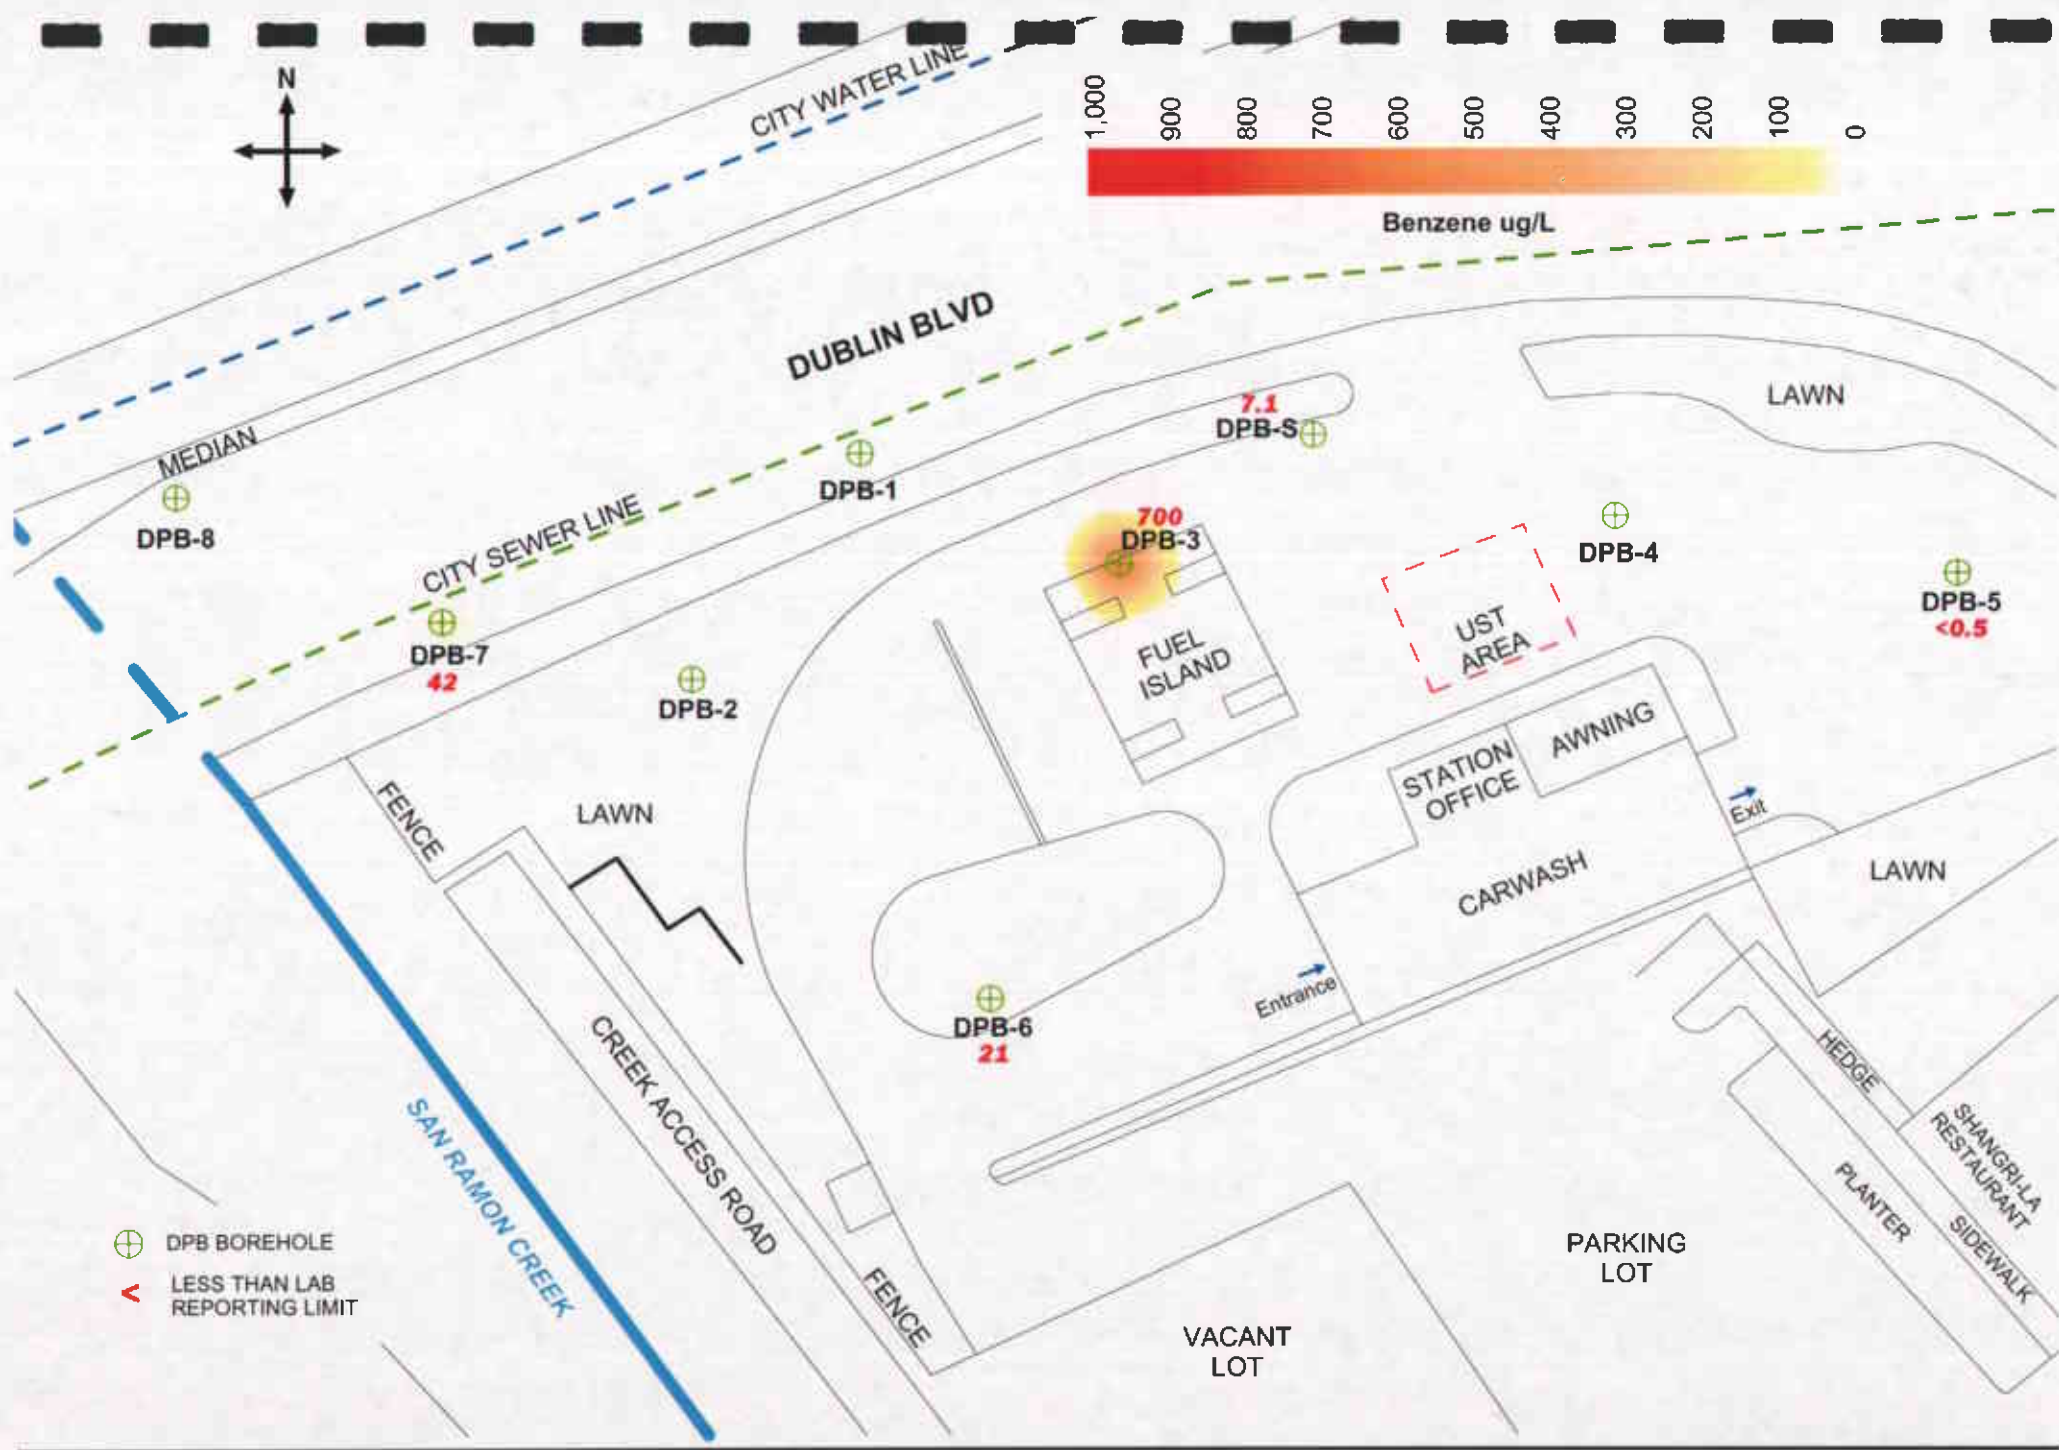 N
CITY WATER LINE
1,000
900
800
700
600
500
400
300
200
100
0
Benzene ug/L
DUBLIN BLVD
LAWN
7.1
DPB-S
MEDIAN
DPB-8
DPB-1
CITY SEWER LINE
700
DPB-3
DPB-4
DPB-5
<0.5
DPB-7
42
DPB-2
FUEL
ISLAND
UST
AREA
STATION
OFFICE
AWNING
Exit
FENCE
LAWN
CARWASH
LAWN
Entrance
DPB-6
21
CREEK ACCESS ROAD
SAN RAMON CREEK
HEDGE
SHANGRI-LA
RESTAURANT
PLANTER
SIDEWALK
DPB BOREHOLE
LESS THAN LAB
REPORTING LIMIT
<
FENCE
VACANT
LOT
PARKING
LOT